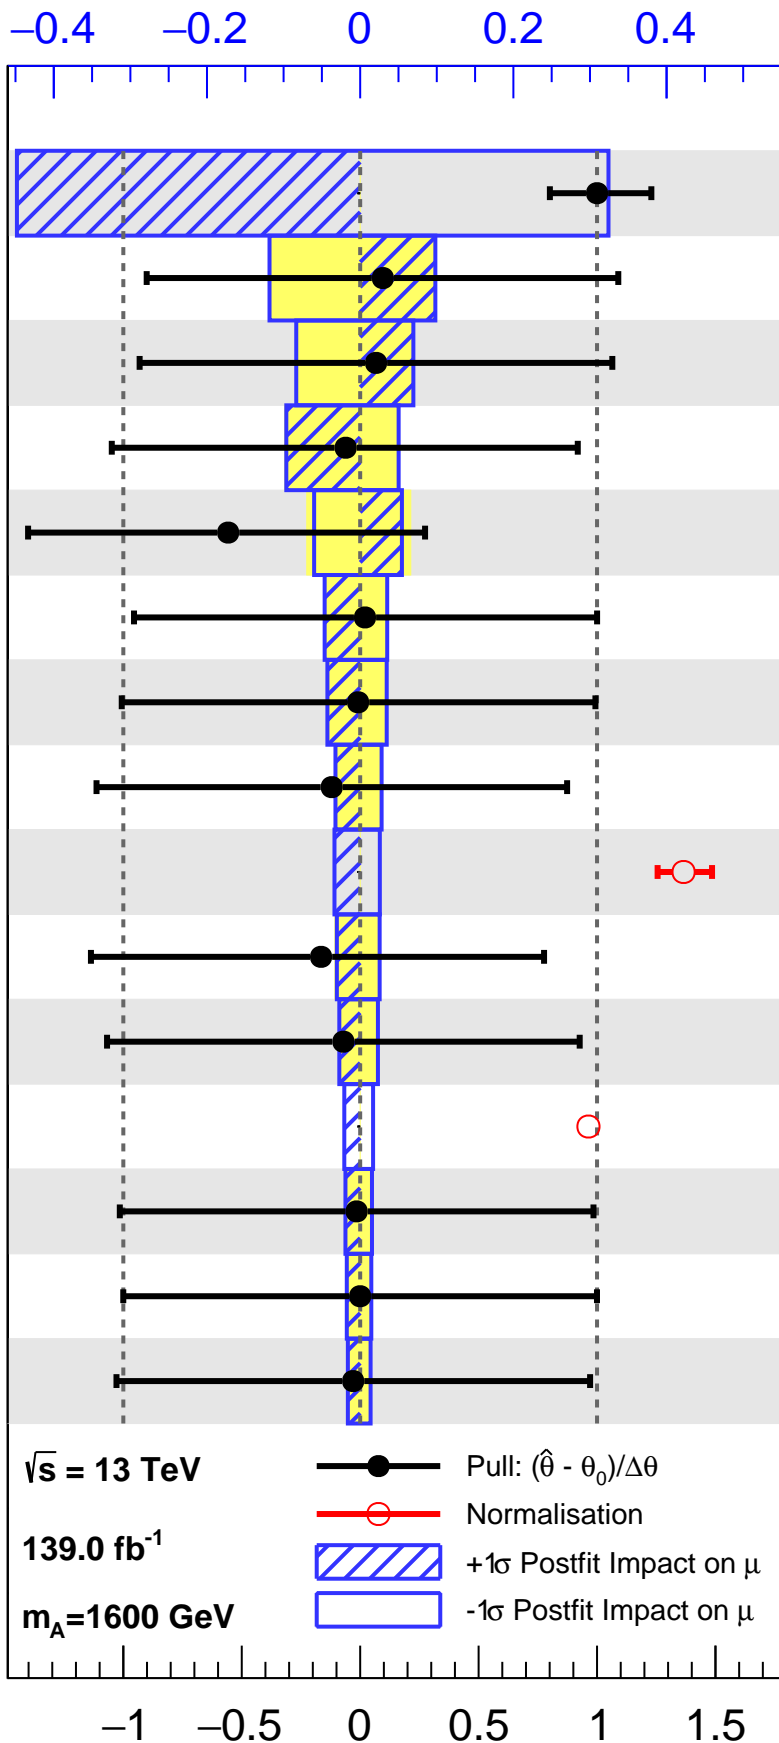 −0.4 −0.2 0 0.2 0.4
√s = 13 TeV
139.0 fb⁻¹
m_A=1600 GeV
Pull: (θ̂ - θ₀)/Δθ
Normalisation
+1σ Postfit Impact on μ
-1σ Postfit Impact on μ
−1 −0.5 0 0.5 1 1.5